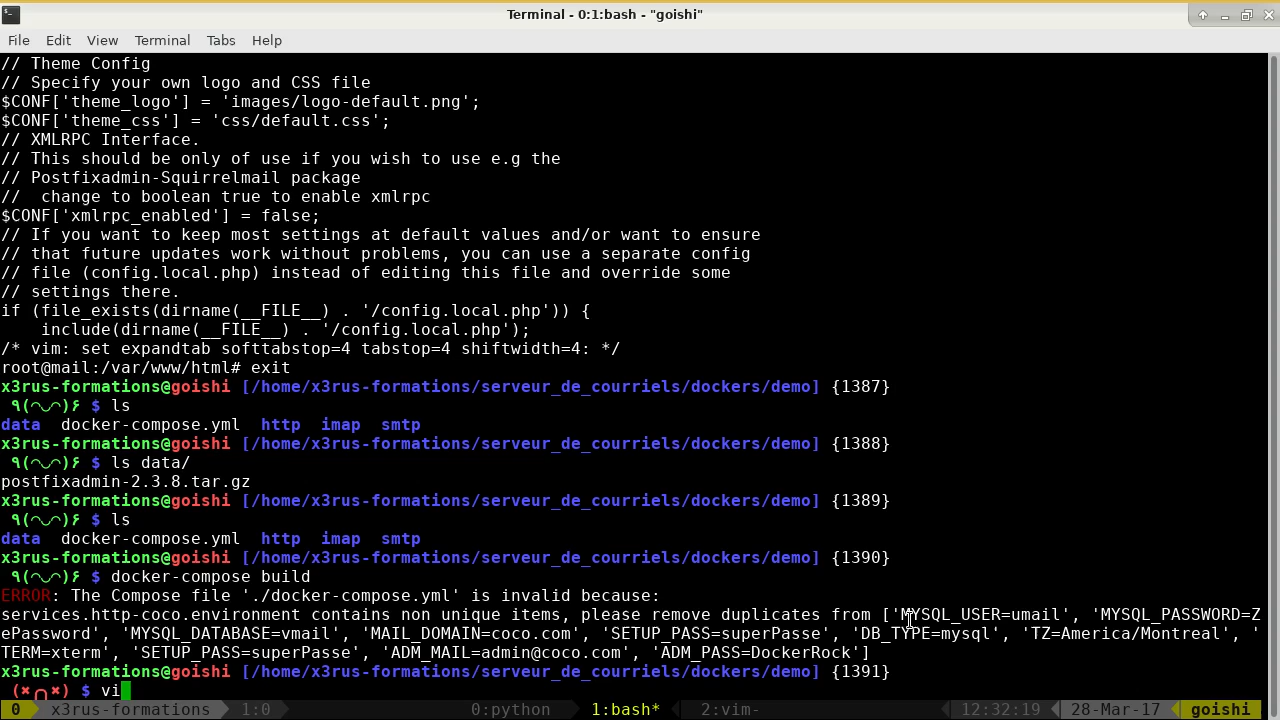 Terminal - 0:1:bash - "goishi"
File Edit View Terminal Tabs Help
// Theme Config
// Specify your own logo and CSS file
$CONF['theme_logo'] = 'images/logo-default.png';
$CONF['theme_css'] = 'css/default.css';
// XMLRPC Interface.
// This should be only of use if you wish to use e.g the
// Postfixadmin-Squirrelmail package
//  change to boolean true to enable xmlrpc
$CONF['xmlrpc_enabled'] = false;
// If you want to keep most settings at default values and/or want to ensure
// that future updates work without problems, you can use a separate config
// file (config.local.php) instead of editing this file and override some
// settings there.
if (file_exists(dirname(__FILE__) . '/config.local.php')) {
    include(dirname(__FILE__) . '/config.local.php');
/* vim: set expandtab softtabstop=4 tabstop=4 shiftwidth=4: */
root@mail:/var/www/html# exit
x3rus-formations@goishi [/home/x3rus-formations/serveur_de_courriels/dockers/demo] {1387}
٩(◠◡◠)۶ $ ls
data  docker-compose.yml  http  imap  smtp
x3rus-formations@goishi [/home/x3rus-formations/serveur_de_courriels/dockers/demo] {1388}
٩(◠◡◠)۶ $ ls data/
postfixadmin-2.3.8.tar.gz
x3rus-formations@goishi [/home/x3rus-formations/serveur_de_courriels/dockers/demo] {1389}
٩(◠◡◠)۶ $ ls
data  docker-compose.yml  http  imap  smtp
x3rus-formations@goishi [/home/x3rus-formations/serveur_de_courriels/dockers/demo] {1390}
٩(◠◡◠)۶ $ docker-compose build
ERROR: The Compose file './docker-compose.yml' is invalid because:
services.http-coco.environment contains non unique items, please remove duplicates from ['MYSQL_USER=umail', 'MYSQL_PASSWORD=Z
ePassword', 'MYSQL_DATABASE=vmail', 'MAIL_DOMAIN=coco.com', 'SETUP_PASS=superPasse', 'DB_TYPE=mysql', 'TZ=America/Montreal', '
TERM=xterm', 'SETUP_PASS=superPasse', 'ADM_MAIL=admin@coco.com', 'ADM_PASS=DockerRock']
x3rus-formations@goishi [/home/x3rus-formations/serveur_de_courriels/dockers/demo] {1391}
(✖╭╮✖) $ vi
0 x3rus-formations 1:0 0:python 1:bash* 2:vim- 12:32:19 28-Mar-17 goishi